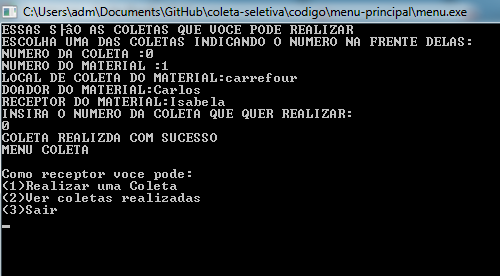 C:\Users\adm\Documents\GitHub\coleta-seletiva\codigo\menu-principal\menu.exe
ESSAS S├ÃO AS COLETAS QUE VOCE PODE REALIZAR
ESCOLHA UMA DAS COLETAS INDICANDO O NUMERO NA FRENTE DELAS:
NUMERO DA COLETA :0
NUMERO DO MATERIAL :1
LOCAL DE COLETA DO MATERIAL:carrefour
DOADOR DO MATERIAL:Carlos
RECEPTOR DO MATERIAL:Isabela
INSIRA O NUMERO DA COLETA QUE QUER REALIZAR:
0
COLETA REALIZDA COM SUCESSO
MENU COLETA
Como receptor voce pode:
(1)Realizar uma Coleta
(2)Ver coletas realizadas
(3)Sair